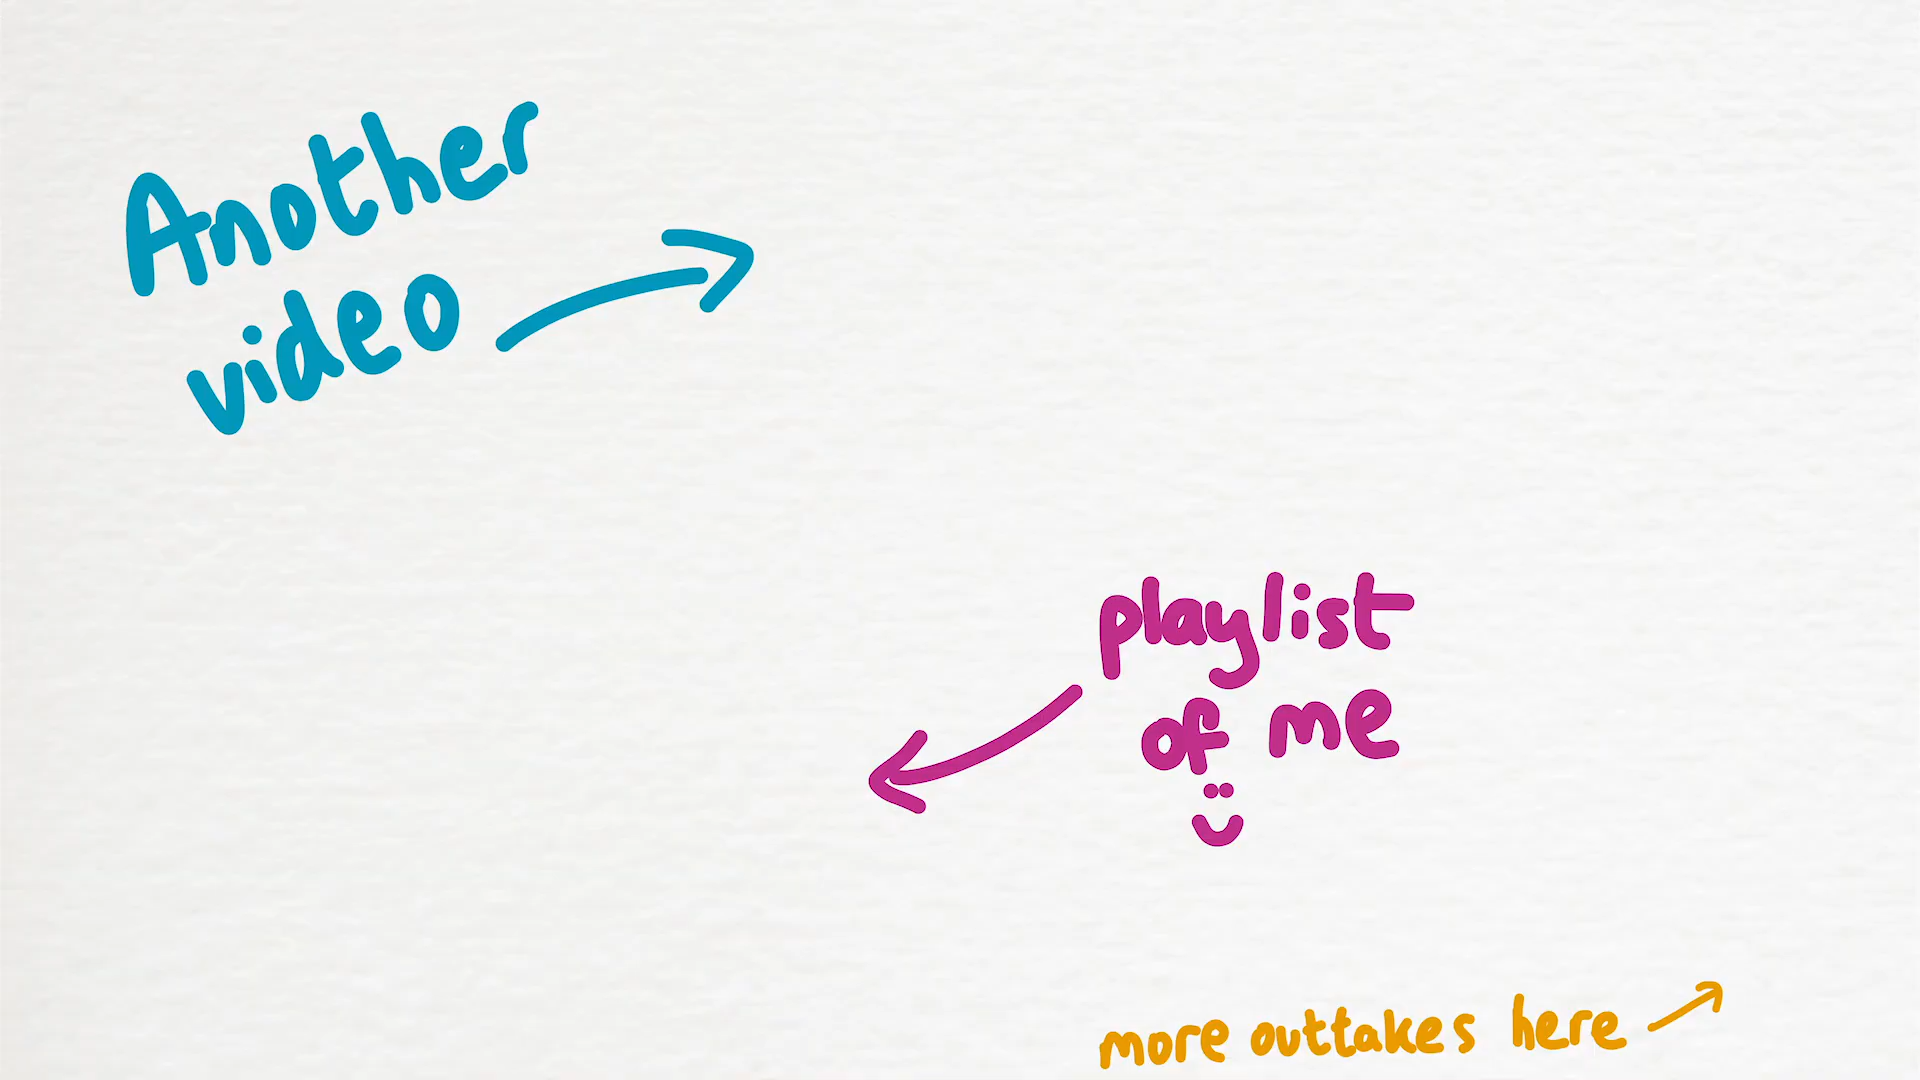 Another
video
playlist
of me
more outtakes here